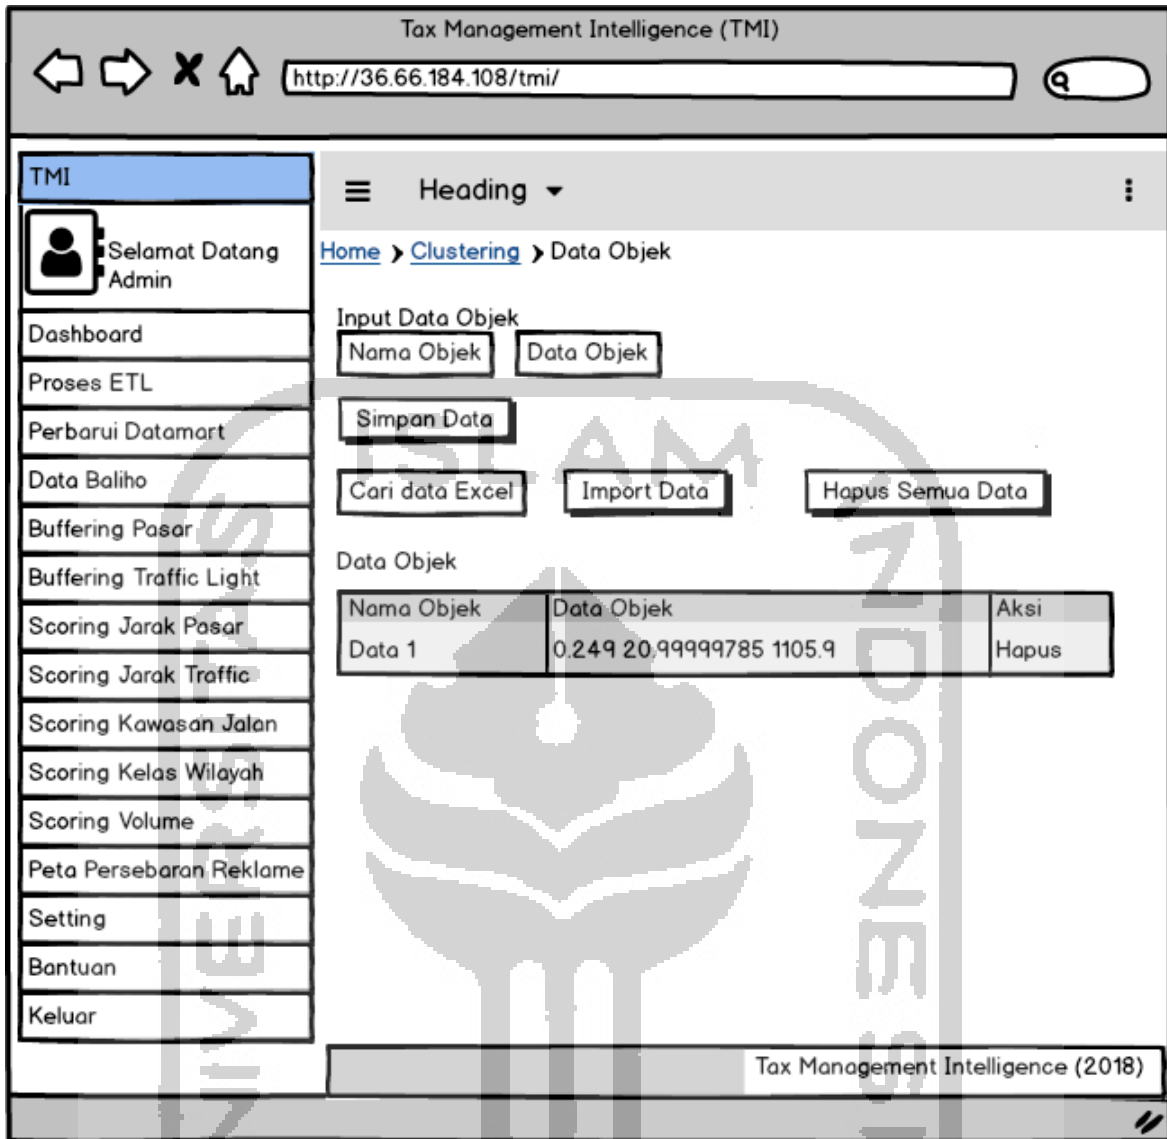 Tax Management Intelligence (TMI)
http://36.66.184.108/tmi/
TMI
Selamat Datang
Admin
Dashboard
Proses ETL
Perbarui Datamart
Data Baliho
Buffering Pasar
Buffering Traffic Light
Scoring Jarak Pasar
Scoring Jarak Traffic
Scoring Kawasan Jalan
Scoring Kelas Wilayah
Scoring Volume
Peta Persebaran Reklame
Setting
Bantuan
Keluar
Heading
Home Clustering Data Objek
Input Data Objek
Nama Objek Data Objek
Simpan Data
Cari data Excel Import Data Hapus Semua Data
Data Objek
Nama Objek Data Objek Aksi
Data 1 0.249 20.99999785 1105.9 Hapus
Tax Management Intelligence (2018)
ISLAM